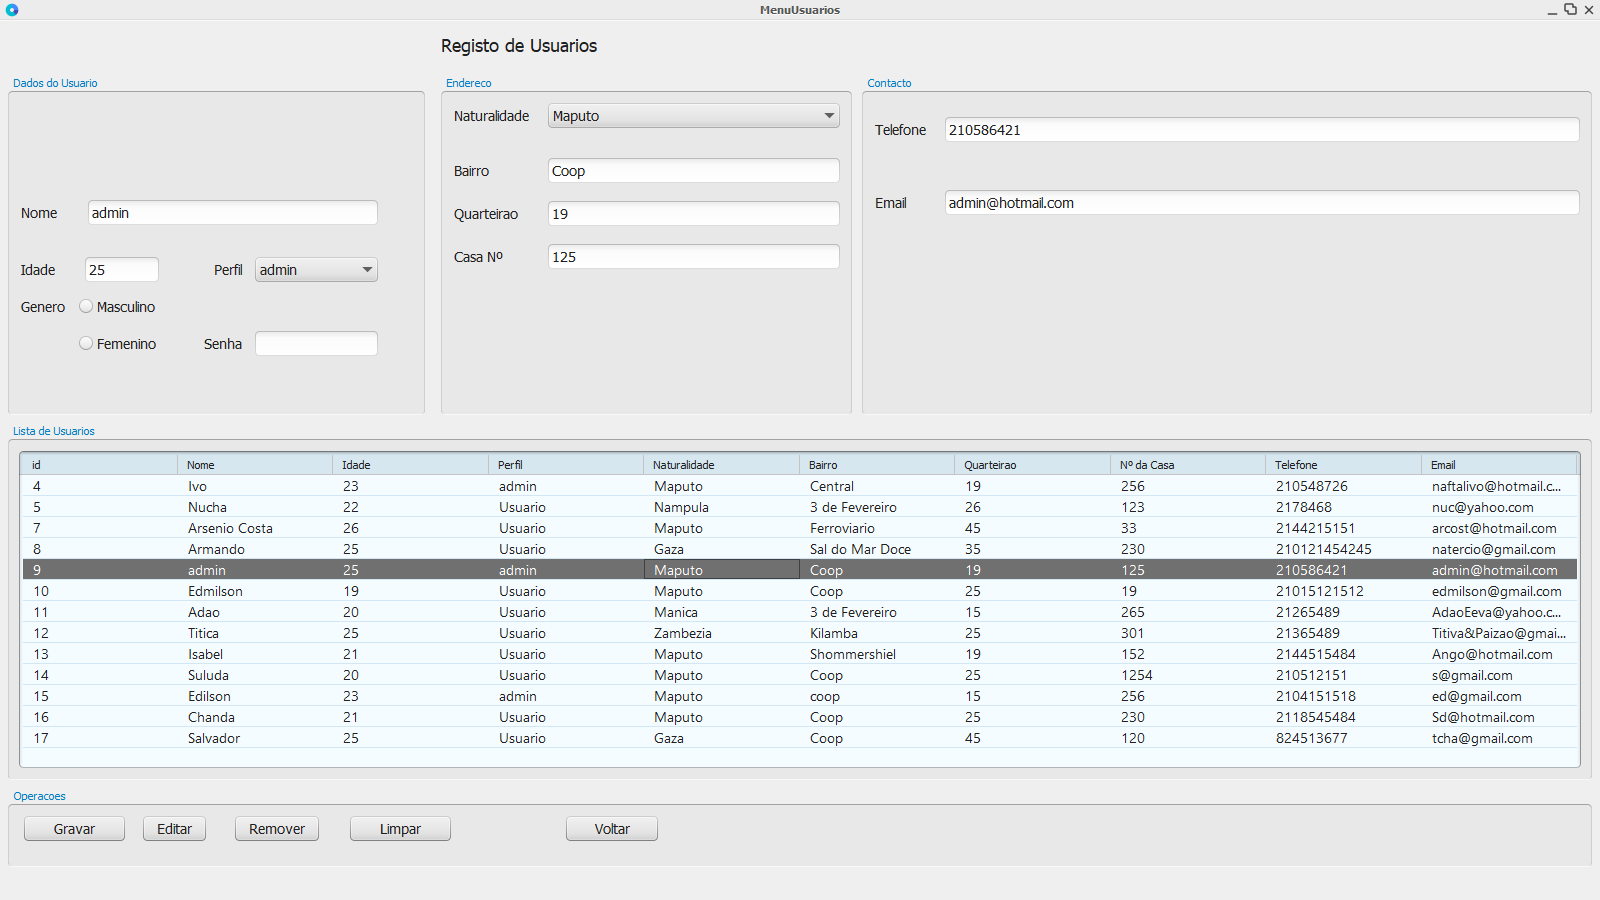 MenuUsuarios
Registo de Usuarios
Dados do Usuario
Nome admin
Idade 25 Perfil admin
Genero Masculino
Femenino Senha
Endereco
Naturalidade Maputo
Bairro Coop
Quarteirao 19
Casa Nº 125
Contacto
Telefone 210586421
Email admin@hotmail.com
Lista de Usuarios
id Nome Idade Perfil Naturalidade Bairro Quarteirao Nº da Casa Telefone Email
4 Ivo 23 admin Maputo Central 19 256 210548726 naftalivo@hotmail.c...
5 Nucha 22 Usuario Nampula 3 de Fevereiro 26 123 2178468 nuc@yahoo.com
7 Arsenio Costa 26 Usuario Maputo Ferroviario 45 33 2144215151 arcost@hotmail.com
8 Armando 25 Usuario Gaza Sal do Mar Doce 35 230 210121454245 natercio@gmail.com
9 admin 25 admin Maputo Coop 19 125 210586421 admin@hotmail.com
10 Edmilson 19 Usuario Maputo Coop 25 19 21015121512 edmilson@gmail.com
11 Adao 20 Usuario Manica 3 de Fevereiro 15 265 21265489 AdaoEeva@yahoo.c...
12 Titica 25 Usuario Zambezia Kilamba 25 301 21365489 Titiva&Paizao@gmai...
13 Isabel 21 Usuario Maputo Shommershiel 19 152 2144515484 Ango@hotmail.com
14 Suluda 20 Usuario Maputo Coop 25 1254 210512151 s@gmail.com
15 Edilson 23 admin Maputo coop 15 256 2104151518 ed@gmail.com
16 Chanda 21 Usuario Maputo Coop 25 230 2118545484 Sd@hotmail.com
17 Salvador 25 Usuario Gaza Coop 45 120 824513677 tcha@gmail.com
Operacoes
Gravar Editar Remover Limpar Voltar